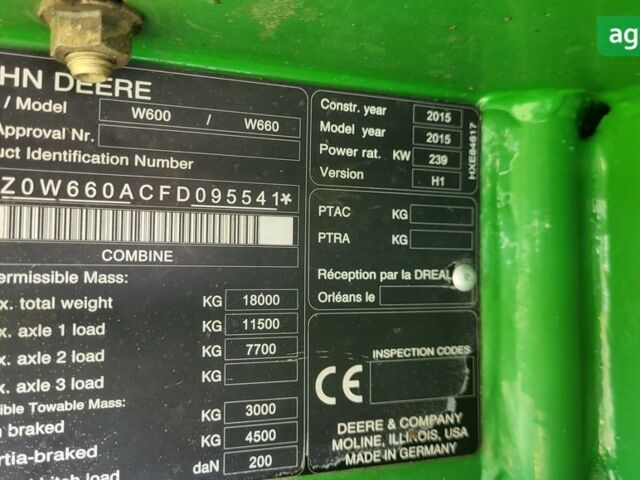 ag
HN DEERE
/ Model W600 / W660
Approval Nr.
uct Identification Number
Z0W660ACFD095541*
COMBINE
ermissible Mass:
x. total weight KG 18000
x. axle 1 load KG 11500
x. axle 2 load KG 7700
x. axle 3 load KG
ible Towable Mass:
KG 3000
n braked KG 4500
rtia-braked daN 200
Constr. year 2015
Model year 2015
Power rat. KW 239
Version H1
HXE84617
PTAC KG
PTRA KG
Réception par la DREAL
Orléans le
INSPECTION CODES
CE
DEERE & COMPANY
MOLINE, ILLINOIS, USA
MADE IN GERMANY